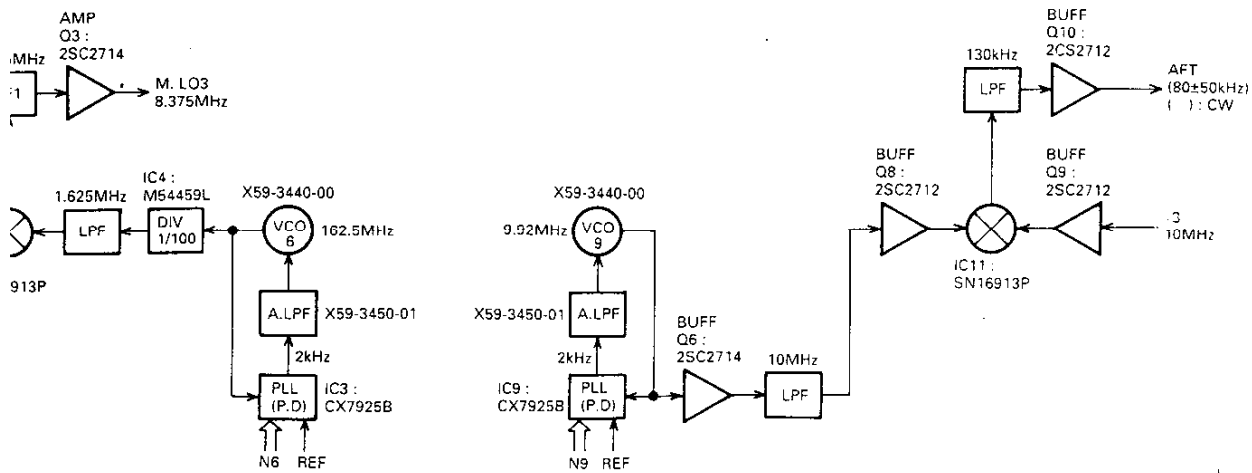 AMP
Q3 :
2SC2714
MHz
M. LO3
8.375MHz
BUFF
Q10 :
2CS2712
130kHz
LPF
AFT
(80±50kHz)
( ) : CW
BUFF
Q8 :
2SC2712
BUFF
Q9 :
2SC2712
10MHz
IC11 :
SN16913P
1.625MHz
LPF
IC4 :
M54459L
DIV
1/100
X59-3440-00
VCO
6
162.5MHz
913P
A.LPF
X59-3450-01
2kHz
PLL
(P.D)
IC3 :
CX7925B
N6
REF
X59-3440-00
9.92MHz
VCO
9
X59-3450-01
A.LPF
2kHz
IC9 :
CX7925B
PLL
(P.D)
N9
REF
BUFF
Q6 :
2SC2714
10MHz
LPF